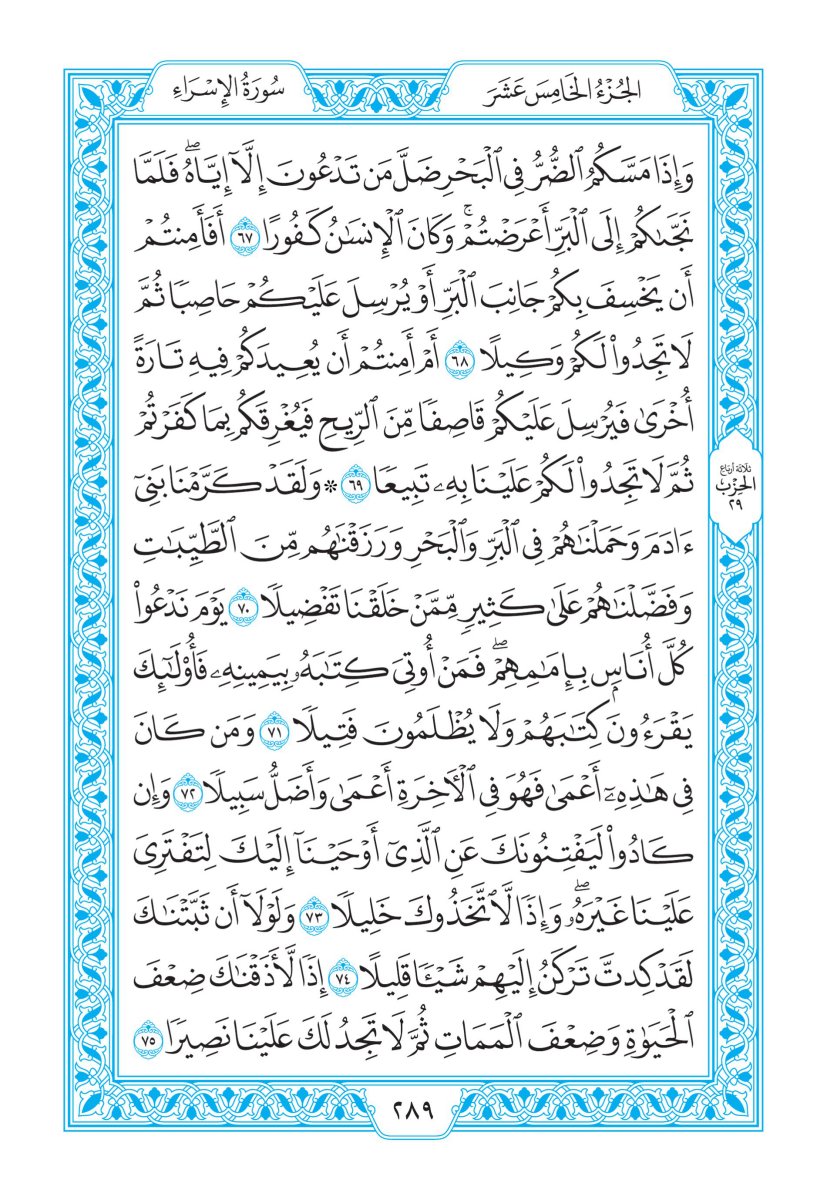 الجُزْءُ الخَامِسَ عَشَرَ
سُورَةُ الإِسْرَاءِ
وَإِذَا مَسَّكُمُ ٱلضُّرُّ فِي ٱلۡبَحۡرِ ضَلَّ مَن تَدۡعُونَ إِلَّآ إِيَّاهُۖ فَلَمَّا
نَجَّىٰكُمۡ إِلَى ٱلۡبَرِّ أَعۡرَضۡتُمۡۚ وَكَانَ ٱلۡإِنسَٰنُ كَفُورًا ٦٧ أَفَأَمِنتُمۡ
أَن يَخۡسِفَ بِكُمۡ جَانِبَ ٱلۡبَرِّ أَوۡ يُرۡسِلَ عَلَيۡكُمۡ حَاصِبٗا ثُمَّ
لَا تَجِدُواْ لَكُمۡ وَكِيلًا ٦٨ أَمۡ أَمِنتُمۡ أَن يُعِيدَكُمۡ فِيهِ تَارَةً
أُخۡرَىٰ فَيُرۡسِلَ عَلَيۡكُمۡ قَاصِفٗا مِّنَ ٱلرِّيحِ فَيُغۡرِقَكُم بِمَا كَفَرۡتُمۡ
ثُمَّ لَا تَجِدُواْ لَكُمۡ عَلَيۡنَا بِهِۦ تَبِيعٗا ٦٩ ۞ وَلَقَدۡ كَرَّمۡنَا بَنِيٓ
ءَادَمَ وَحَمَلۡنَٰهُمۡ فِي ٱلۡبَرِّ وَٱلۡبَحۡرِ وَرَزَقۡنَٰهُم مِّنَ ٱلطَّيِّبَٰتِ
وَفَضَّلۡنَٰهُمۡ عَلَىٰ كَثِيرٖ مِّمَّنۡ خَلَقۡنَا تَفۡضِيلٗا ٧٠ يَوۡمَ نَدۡعُواْ
كُلَّ أُنَاسِۭ بِإِمَٰمِهِمۡۖ فَمَنۡ أُوتِيَ كِتَٰبَهُۥ بِيَمِينِهِۦ فَأُوْلَٰٓئِكَ
يَقۡرَءُونَ كِتَٰبَهُمۡ وَلَا يُظۡلَمُونَ فَتِيلٗا ٧١ وَمَن كَانَ
فِي هَٰذِهِۦٓ أَعۡمَىٰ فَهُوَ فِي ٱلۡأٓخِرَةِ أَعۡمَىٰ وَأَضَلُّ سَبِيلٗا ٧٢ وَإِن
كَادُواْ لَيَفۡتِنُونَكَ عَنِ ٱلَّذِيٓ أَوۡحَيۡنَآ إِلَيۡكَ لِتَفۡتَرِيَ
عَلَيۡنَا غَيۡرَهُۥۖ وَإِذٗا لَّٱتَّخَذُوكَ خَلِيلٗا ٧٣ وَلَوۡلَآ أَن ثَبَّتۡنَٰكَ
لَقَدۡ كِدتَّ تَرۡكَنُ إِلَيۡهِمۡ شَيۡـٔٗا قَلِيلًا ٧٤ إِذٗا لَّأَذَقۡنَٰكَ ضِعۡفَ
ٱلۡحَيَوٰةِ وَضِعۡفَ ٱلۡمَمَاتِ ثُمَّ لَا تَجِدُ لَكَ عَلَيۡنَا نَصِيرٗا ٧٥
ثلاثة أرباع
الحِزْب
٢٩
٢٨٩